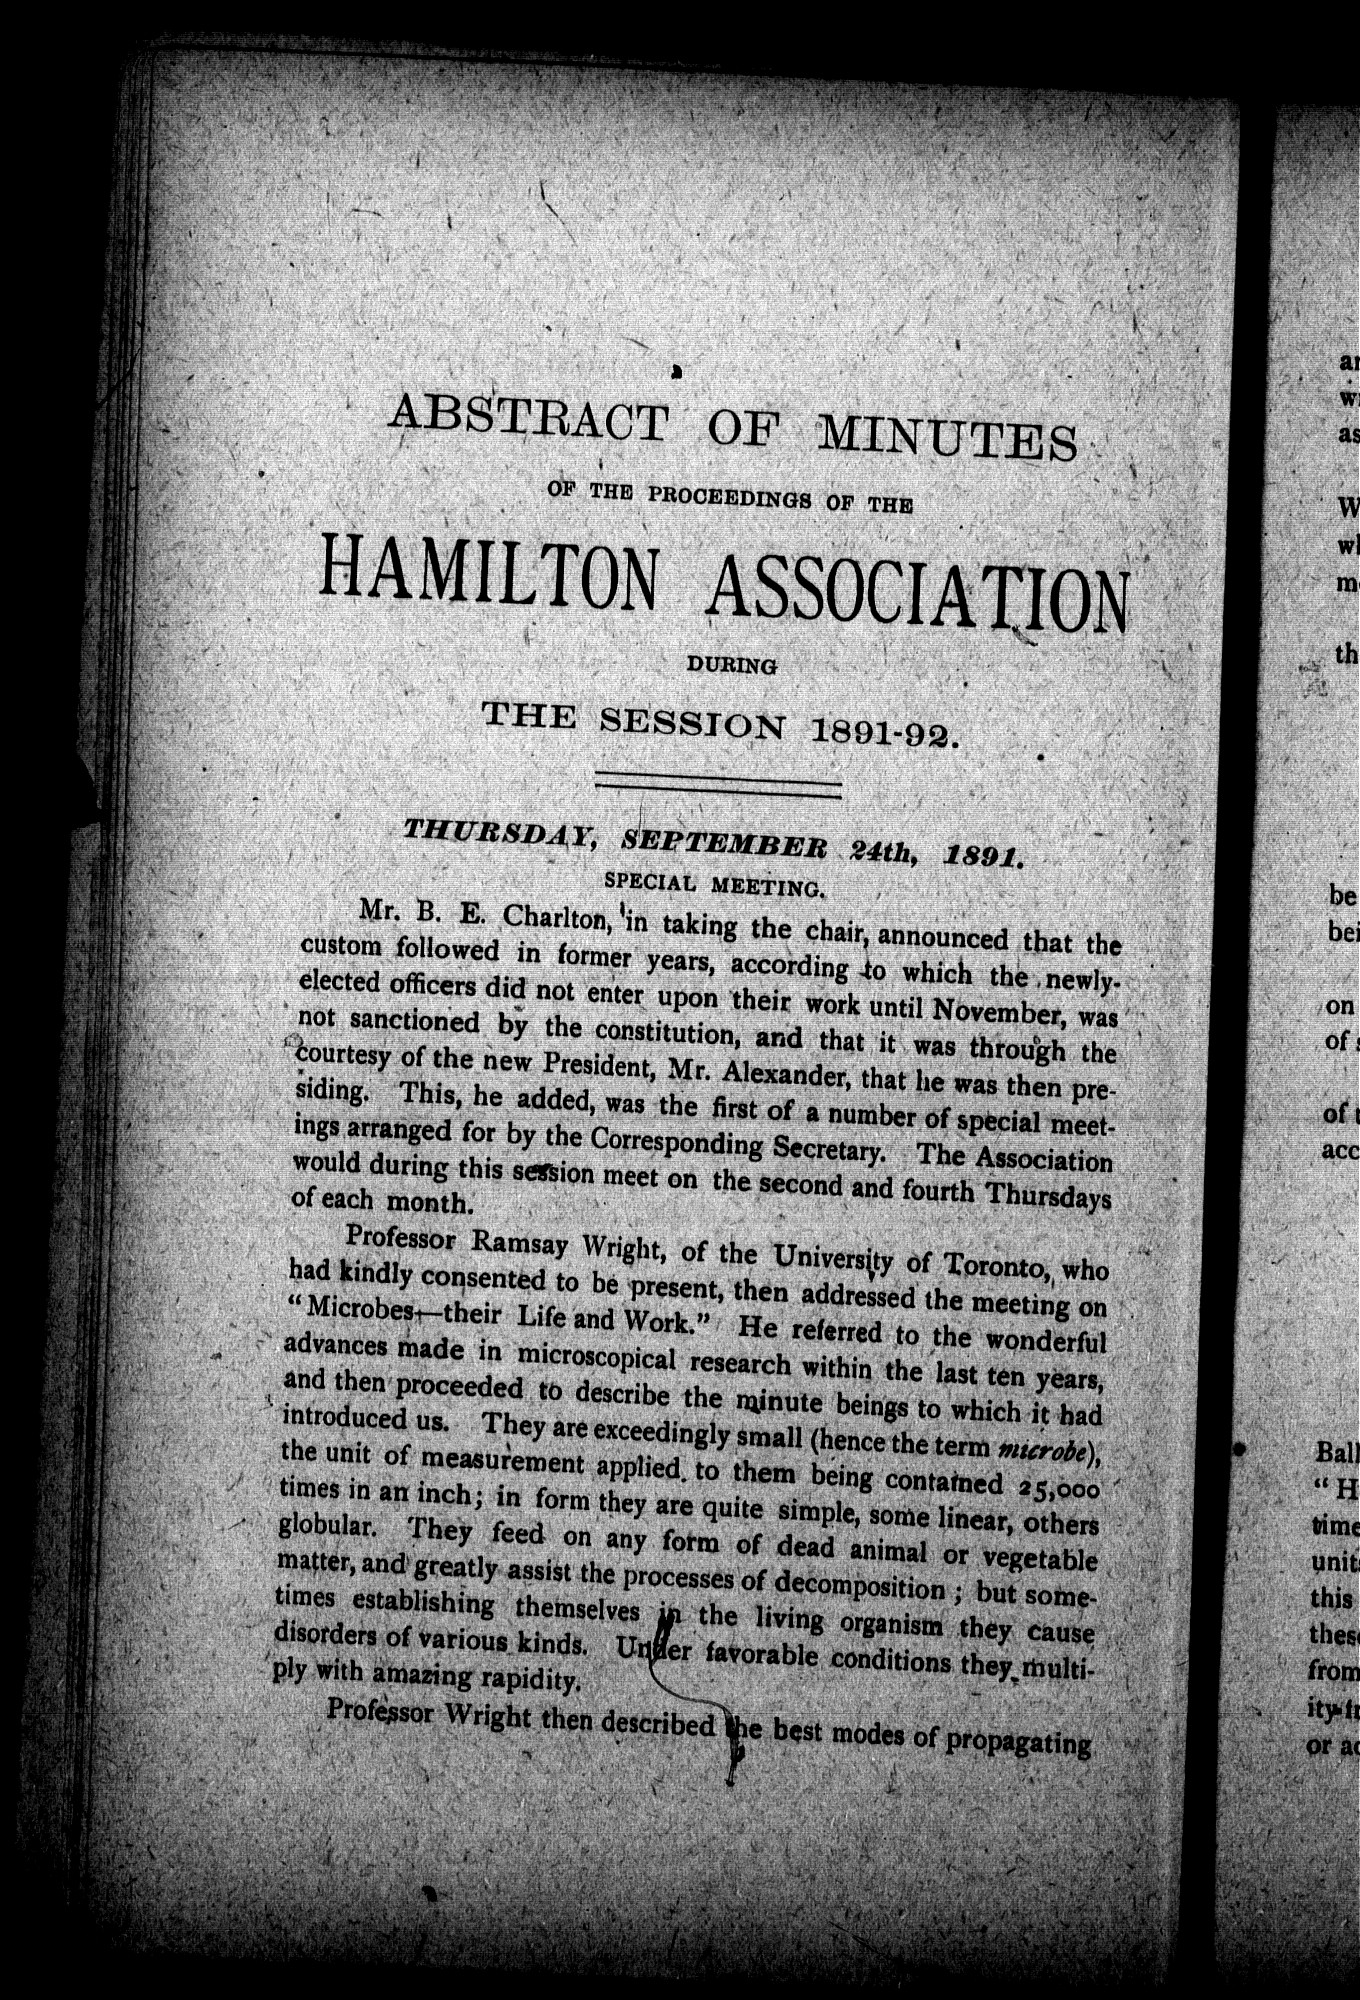 ABSTRACT OF MINUTES
OF THE PROCEEDINGS OF THE
HAMILTON ASSOCIATION
DURING
THE SESSION 1891-92.
THURSDAY, SEPTEMBER 24th, 1891.
SPECIAL MEETING.
Mr. B. E. Charlton, in taking the chair, announced that the
custom followed in former years, according to which the newly-
elected officers did not enter upon their work until November, was
not sanctioned by the constitution, and that it was through the
courtesy of the new President, Mr. Alexander, that he was then pre-
siding. This, he added, was the first of a number of special meet-
ings arranged for by the Corresponding Secretary. The Association
would during this session meet on the second and fourth Thursdays
of each month.
Professor Ramsay Wright, of the University of Toronto, who
had kindly consented to be present, then addressed the meeting on
“Microbes—their Life and Work.” He referred to the wonderful
advances made in microscopical research within the last ten years,
and then proceeded to describe the minute beings to which it had
introduced us. They are exceedingly small (hence the term microbe),
the unit of measurement applied to them being contained 25,000
times in an inch; in form they are quite simple, some linear, others
globular. They feed on any form of dead animal or vegetable
matter, and greatly assist the processes of decomposition ; but some-
times establishing themselves in the living organism they cause
disorders of various kinds. Under favorable conditions they multi-
ply with amazing rapidity.
Professor Wright then described the best modes of propagating
as
th
be
on
of
Ball
“ H
time
unit
this
from